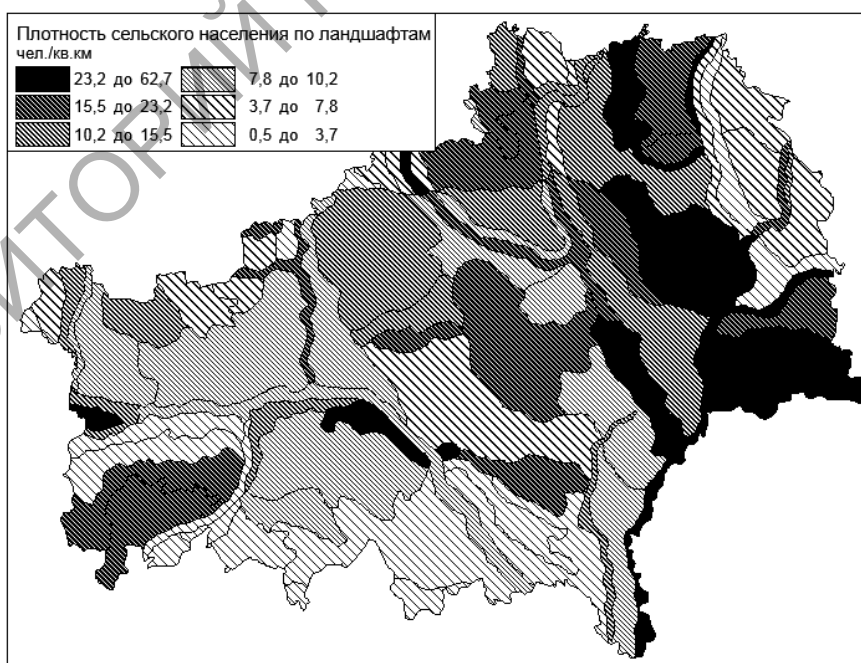 Плотность сельского населения по ландшафтам
чел./кв.км
23,2 до 62,7
7,8 до 10,2
15,5 до 23,2
3,7 до 7,8
10,2 до 15,5
0,5 до 3,7